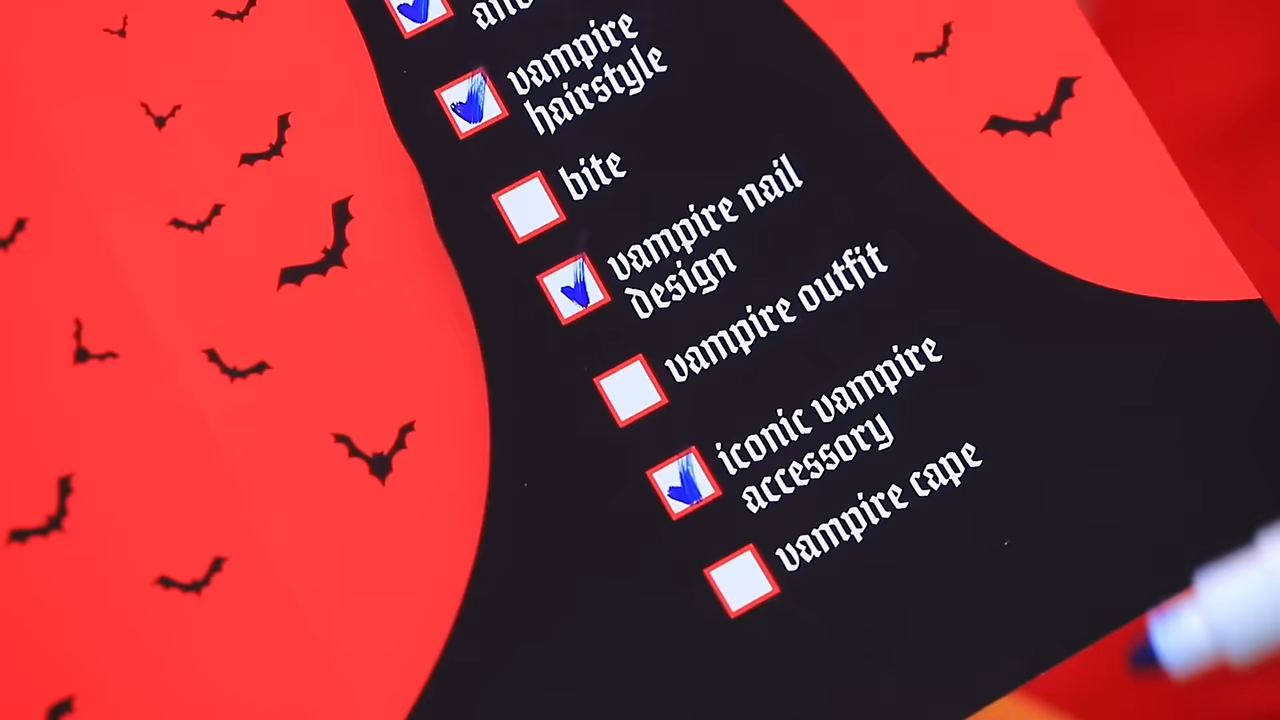 vampire
hairstyle
bite
vampire nail
design
vampire outfit
iconic vampire
accessory
vampire cape